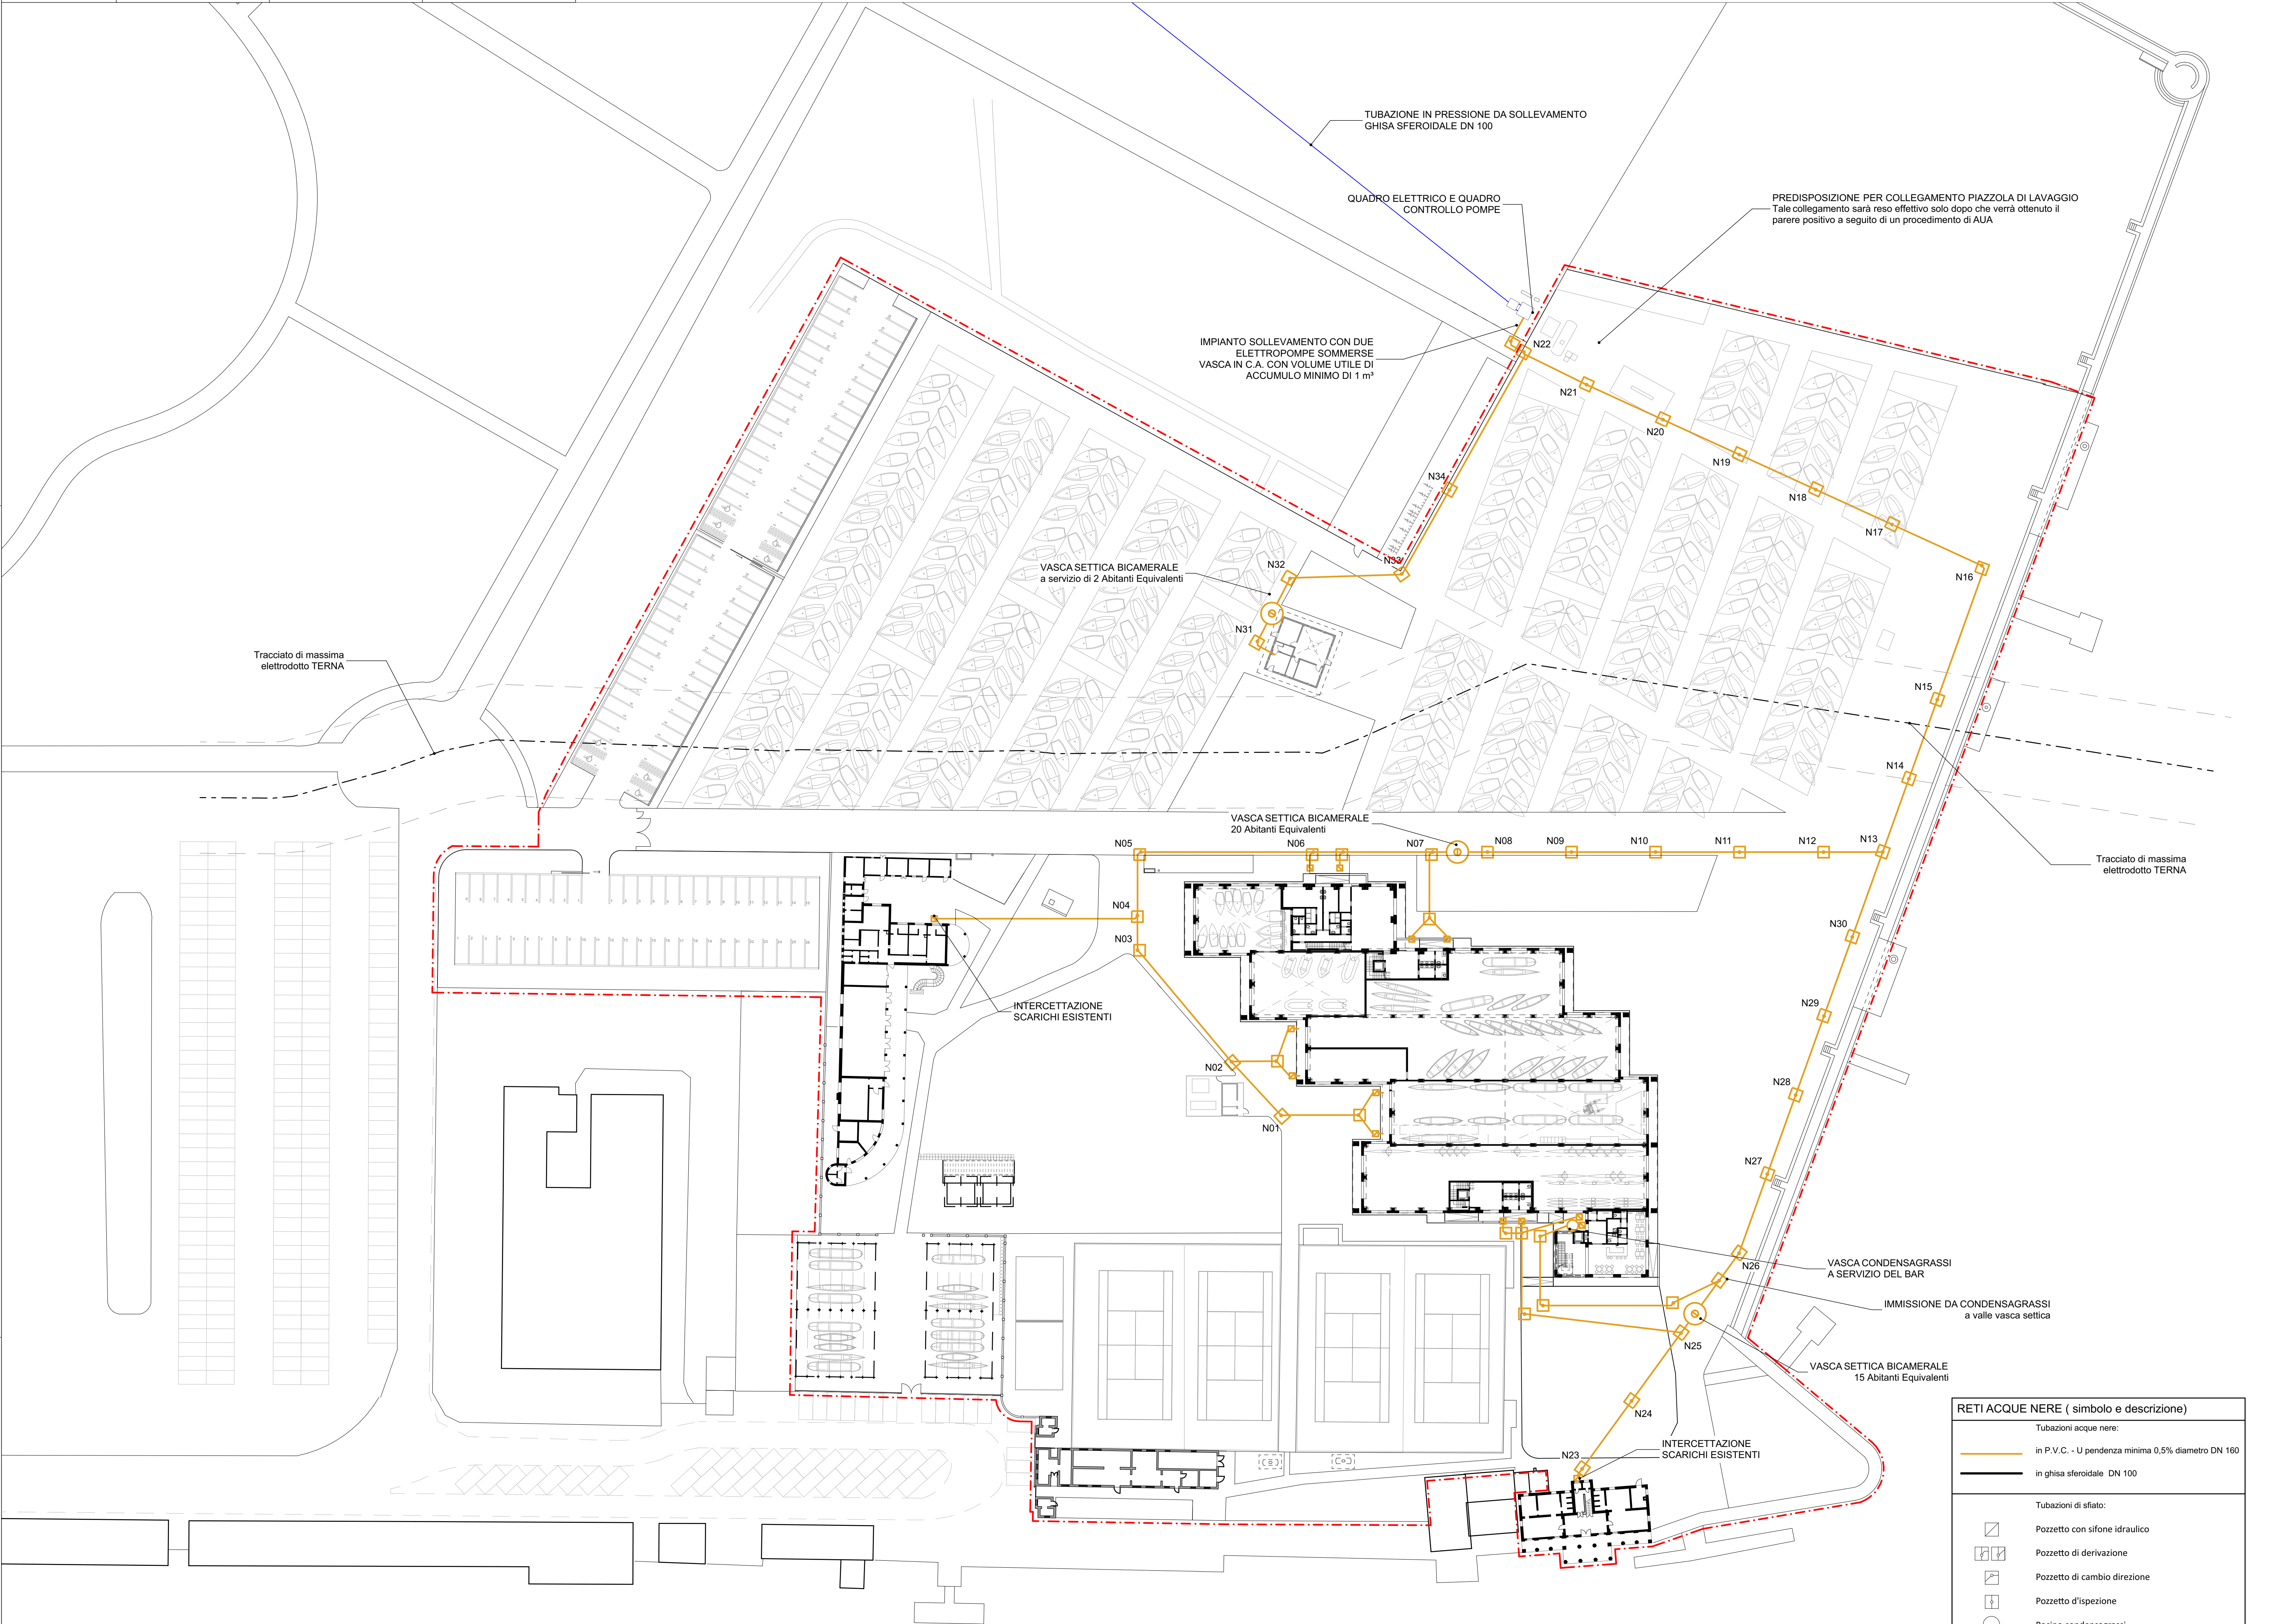 TUBAZIONE IN PRESSIONE DA SOLLEVAMENTO
GHISA SFEROIDALE DN 100
QUADRO ELETTRICO E QUADRO
CONTROLLO POMPE
PREDISPOSIZIONE PER COLLEGAMENTO PIAZZOLA DI LAVAGGIO
Tale collegamento sarà reso effettivo solo dopo che verrà ottenuto il
parere positivo a seguito di un procedimento di AUA
IMPIANTO SOLLEVAMENTO CON DUE
ELETTROPOMPE SOMMERSE
VASCA IN C.A. CON VOLUME UTILE DI
ACCUMULO MINIMO DI 1 m³
N22
N21
N20
N19
N18
N17
N16
N34
N33
N32
VASCA SETTICA BICAMERALE
a servizio di 2 Abitanti Equivalenti
N31
Tracciato di massima
elettrodotto TERNA
N15
N14
VASCA SETTICA BICAMERALE
20 Abitanti Equivalenti
N05
N06
N07
N08
N09
N10
N11
N12
N13
Tracciato di massima
elettrodotto TERNA
N04
N03
N30
INTERCETTAZIONE
SCARICHI ESISTENTI
N29
N02
N28
N01
N27
N26
VASCA CONDENSAGRASSI
A SERVIZIO DEL BAR
IMMISSIONE DA CONDENSAGRASSI
a valle vasca settica
N25
VASCA SETTICA BICAMERALE
15 Abitanti Equivalenti
N24
N23
INTERCETTAZIONE
SCARICHI ESISTENTI
RETI ACQUE NERE ( simbolo e descrizione)
Tubazioni acque nere:
in P.V.C. - U pendenza minima 0,5% diametro DN 160
in ghisa sferoidale DN 100
Tubazioni di sfiato:
Pozzetto con sifone idraulico
Pozzetto di derivazione
Pozzetto di cambio direzione
Pozzetto d'ispezione